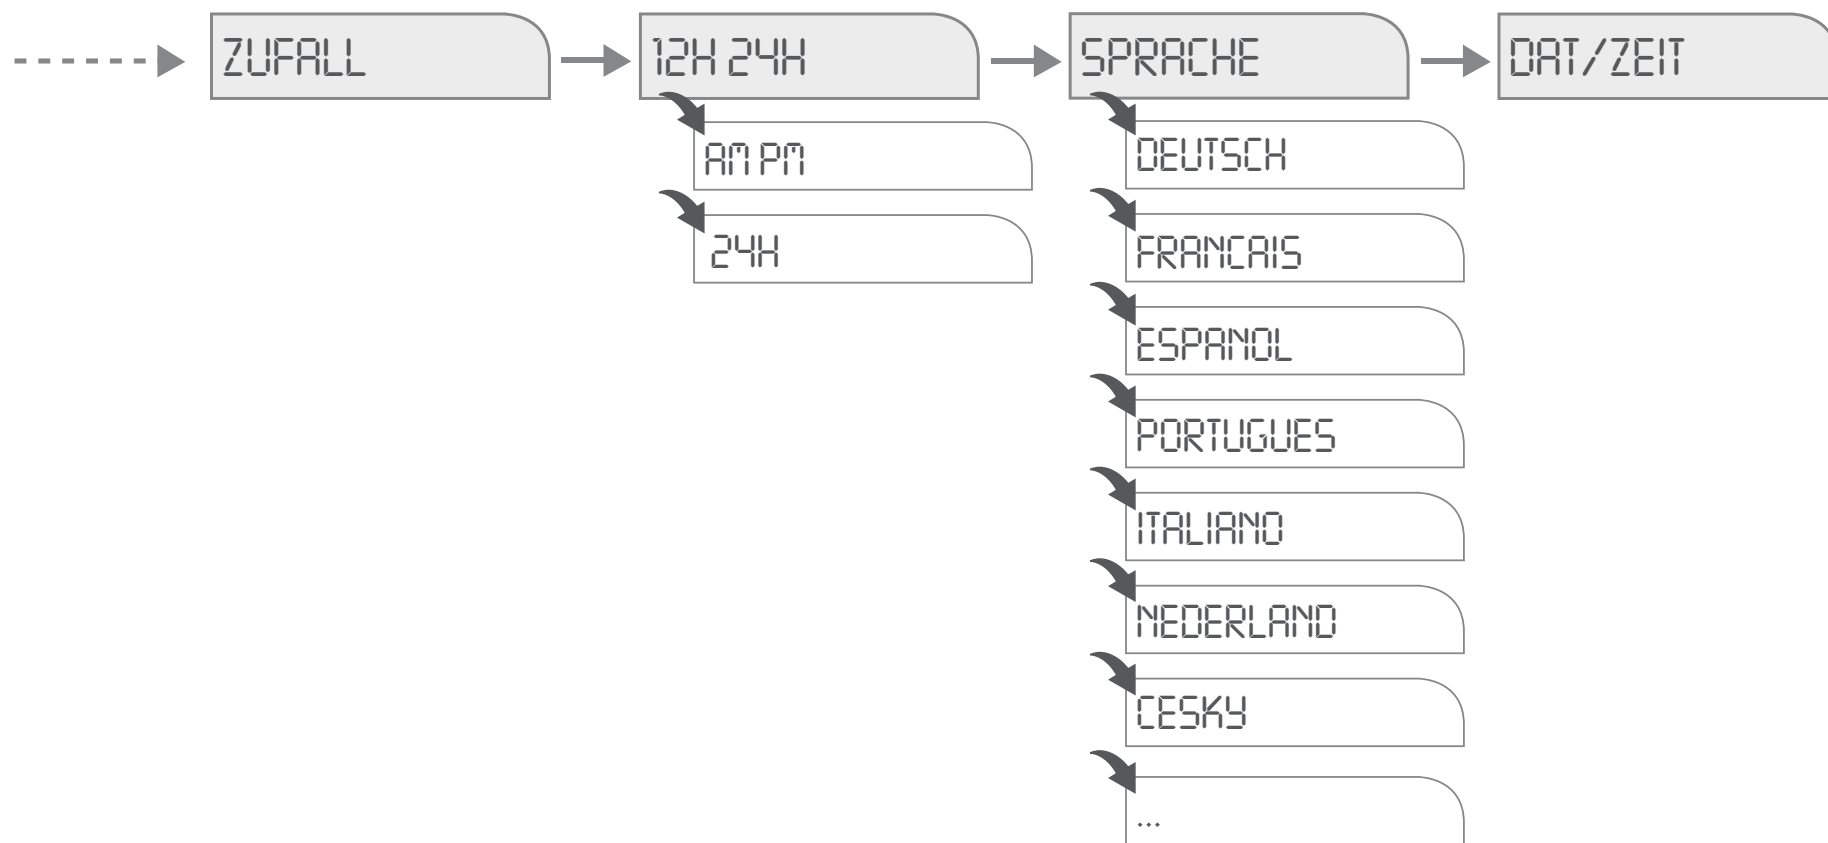 ZUFALL
12H 24H
SPRACHE
DAT/ZEIT
AM PM
24H
DEUTSCH
FRANCAIS
ESPANOL
PORTUGUES
ITALIANO
NEDERLAND
CESKY
...